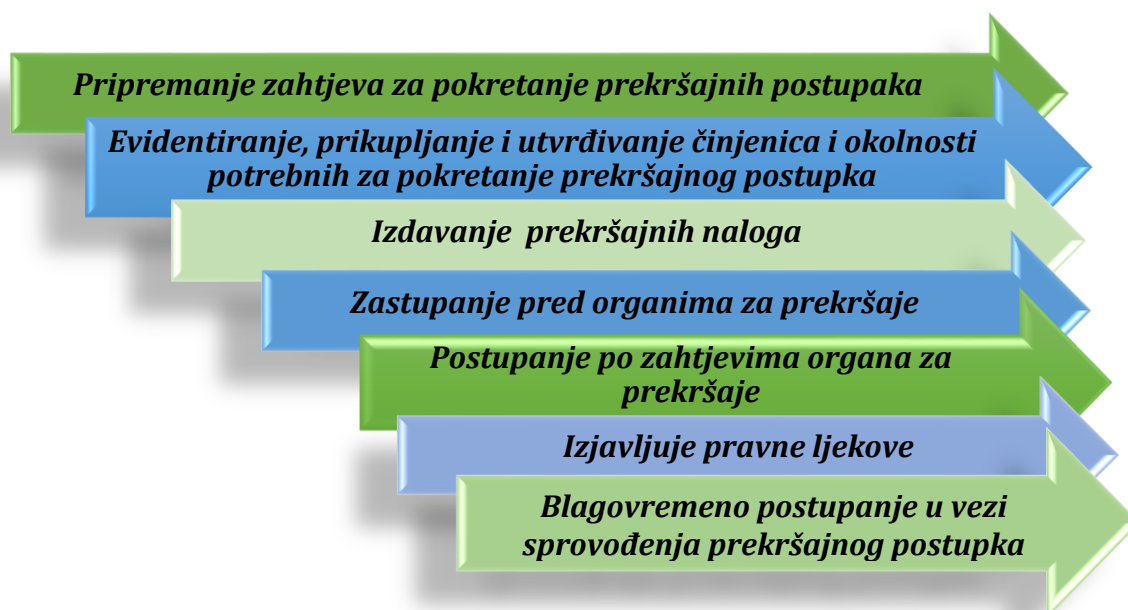 Pripremanje zahtjeva za pokretanje prekršajnih postupaka
Evidentiranje, prikupljanje i utvrđivanje činjenica i okolnosti
potrebnih za pokretanje prekršajnog postupka
Izdavanje  prekršajnih naloga
Zastupanje pred organima za prekršaje
Postupanje po zahtjevima organa za
prekršaje
Izjavljuje pravne ljekove
Blagovremeno postupanje u vezi
sprovođenja prekršajnog postupka